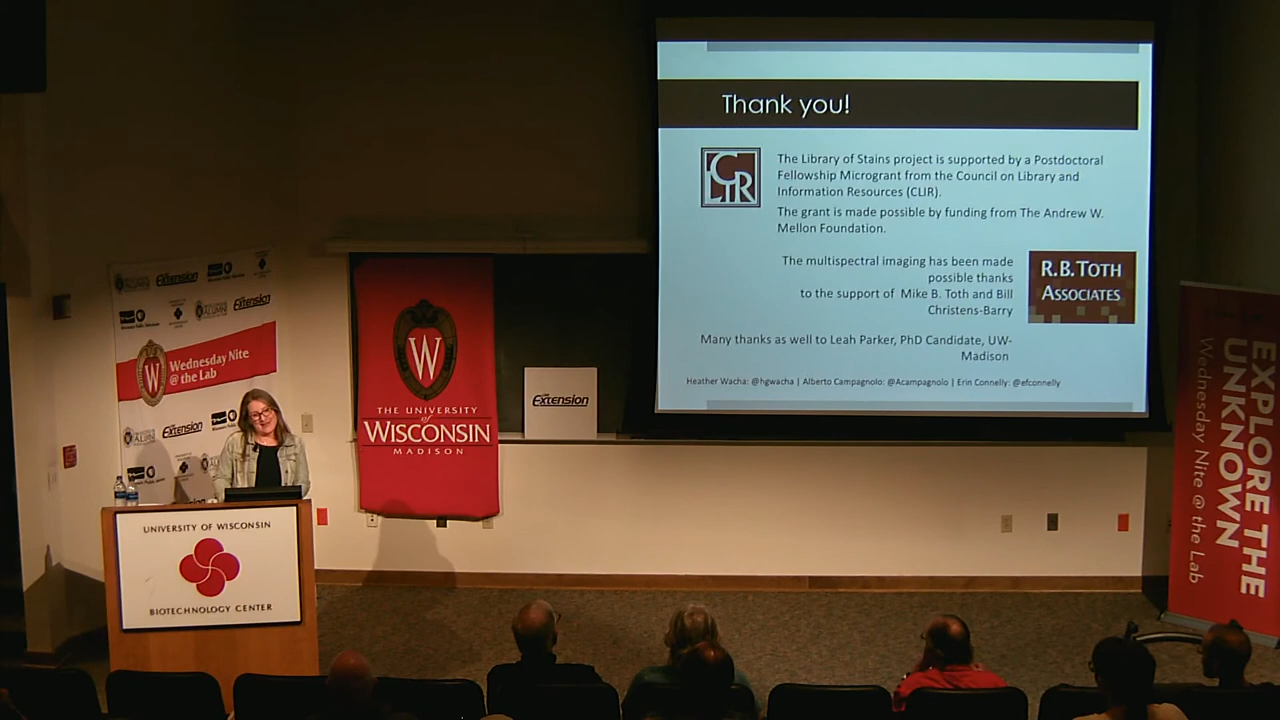 Thank you!
CLIR
The Library of Stains project is supported by a Postdoctoral
Fellowship Microgrant from the Council on Library and
Information Resources (CLIR).
The grant is made possible by funding from The Andrew W.
Mellon Foundation.
The multispectral imaging has been made
possible thanks
to the support of Mike B. Toth and Bill
Christens-Barry
R.B. TOTH
ASSOCIATES
Many thanks as well to Leah Parker, PhD Candidate, UW-
Madison
Heather Wacha: @hgwacha | Alberto Campagnolo: @Acampagnolo | Erin Connelly: @efconnelly
Extension
Extension
Wednesday Nite
@ the Lab
W
Extension
W
THE UNIVERSITY
of
WISCONSIN
MADISON
Extension
UNIVERSITY OF WISCONSIN
BIOTECHNOLOGY CENTER
EXPLORE THE
UNKNOWN
Wednesday Nite @ the Lab